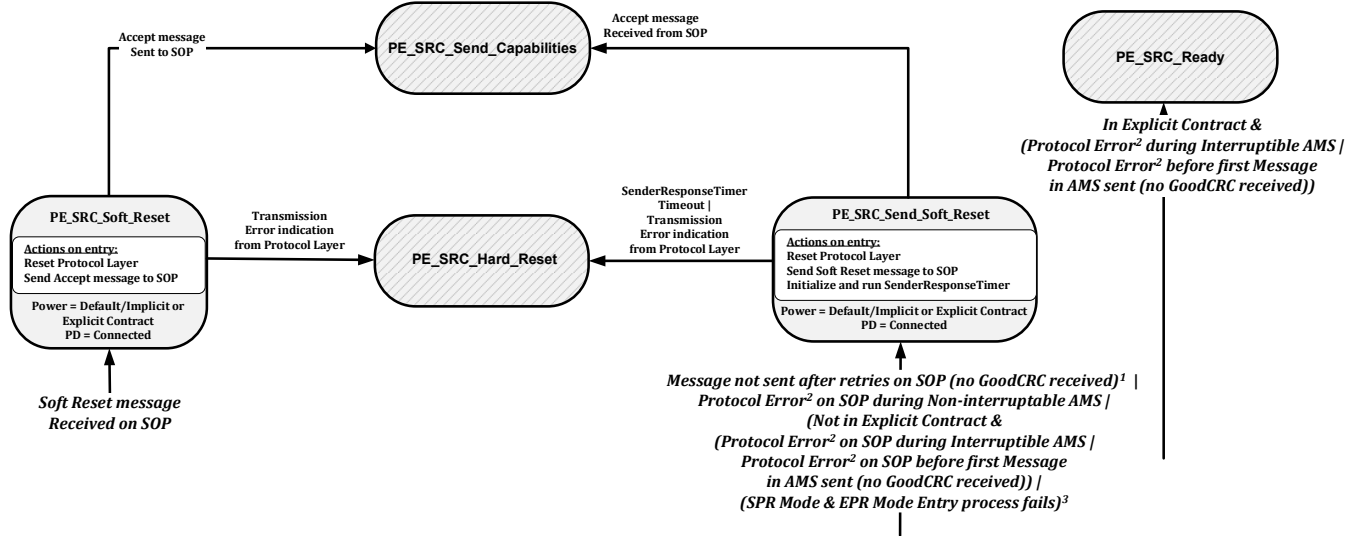 Accept message
Sent to SOP
PE_SRC_Send_Capabilities
Accept message
Received from SOP
PE_SRC_Ready
In Explicit Contract &
(Protocol Error² during Interruptible AMS |
Protocol Error² before first Message
in AMS sent (no GoodCRC received))
PE_SRC_Soft_Reset
Actions on entry:
Reset Protocol Layer
Send Accept message to SOP
Power = Default/Implicit or
Explicit Contract
PD = Connected
Transmission
Error indication
from Protocol Layer
PE_SRC_Hard_Reset
SenderResponseTimer
Timeout |
Transmission
Error indication
from Protocol Layer
PE_SRC_Send_Soft_Reset
Actions on entry:
Reset Protocol Layer
Send Soft Reset message to SOP
Initialize and run SenderResponseTimer
Power = Default/Implicit or Explicit Contract
PD = Connected
Soft Reset message
Received on SOP
Message not sent after retries on SOP (no GoodCRC received)¹ |
Protocol Error² on SOP during Non-interruptable AMS |
(Not in Explicit Contract &
(Protocol Error² on SOP during Interruptible AMS |
Protocol Error² on SOP before first Message
in AMS sent (no GoodCRC received)) |
(SPR Mode & EPR Mode Entry process fails)³